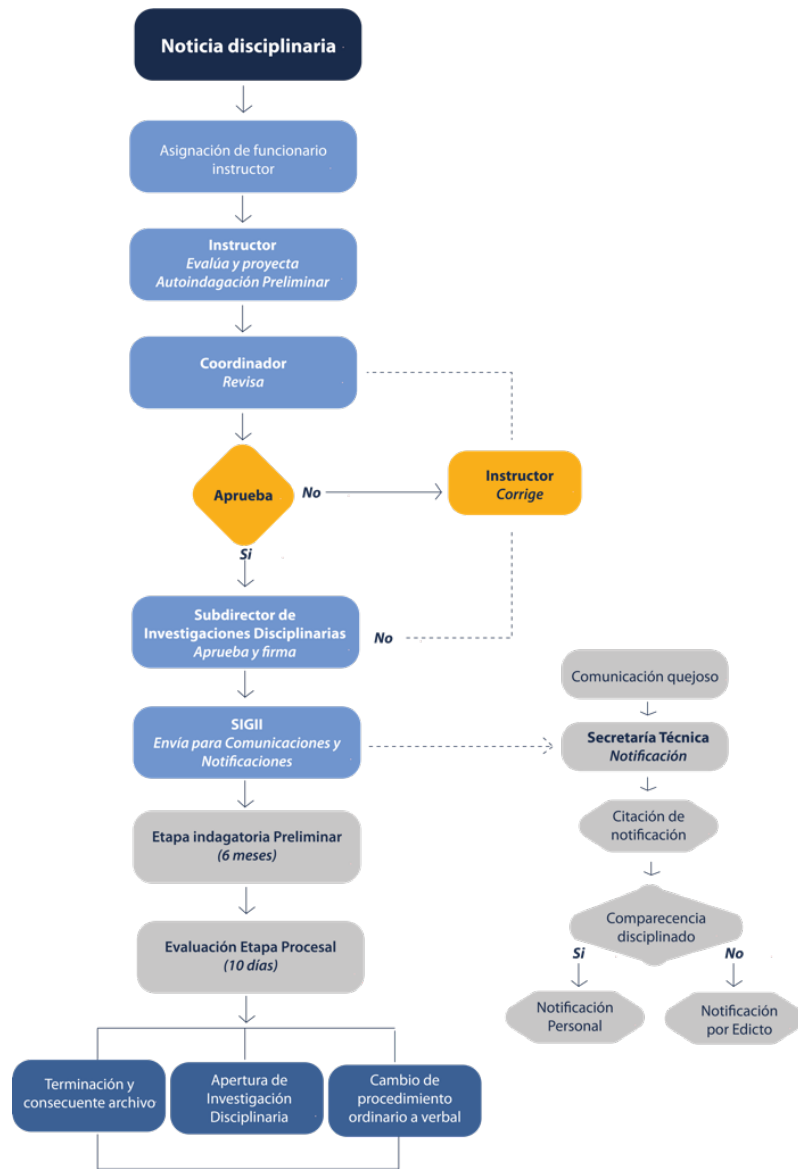 Noticia disciplinaria
Asignación de funcionario
instructor
Instructor
Evalúa y proyecta
Autoindagación Preliminar
Coordinador
Revisa
Aprueba
No
Instructor
Corrige
Si
Subdirector de
Investigaciones Disciplinarias
Aprueba y firma
No
SIGII
Envía para Comunicaciones y
Notificaciones
Comunicación quejoso
Secretaría Técnica
Notificación
Citación de
notificación
Comparecencia
disciplinado
Si
No
Notificación
Personal
Notificación
por Edicto
Etapa indagatoria Preliminar
(6 meses)
Evaluación Etapa Procesal
(10 días)
Terminación y
consecuente archivo
Apertura de
Investigación
Disciplinaria
Cambio de
procedimiento
ordinario a verbal